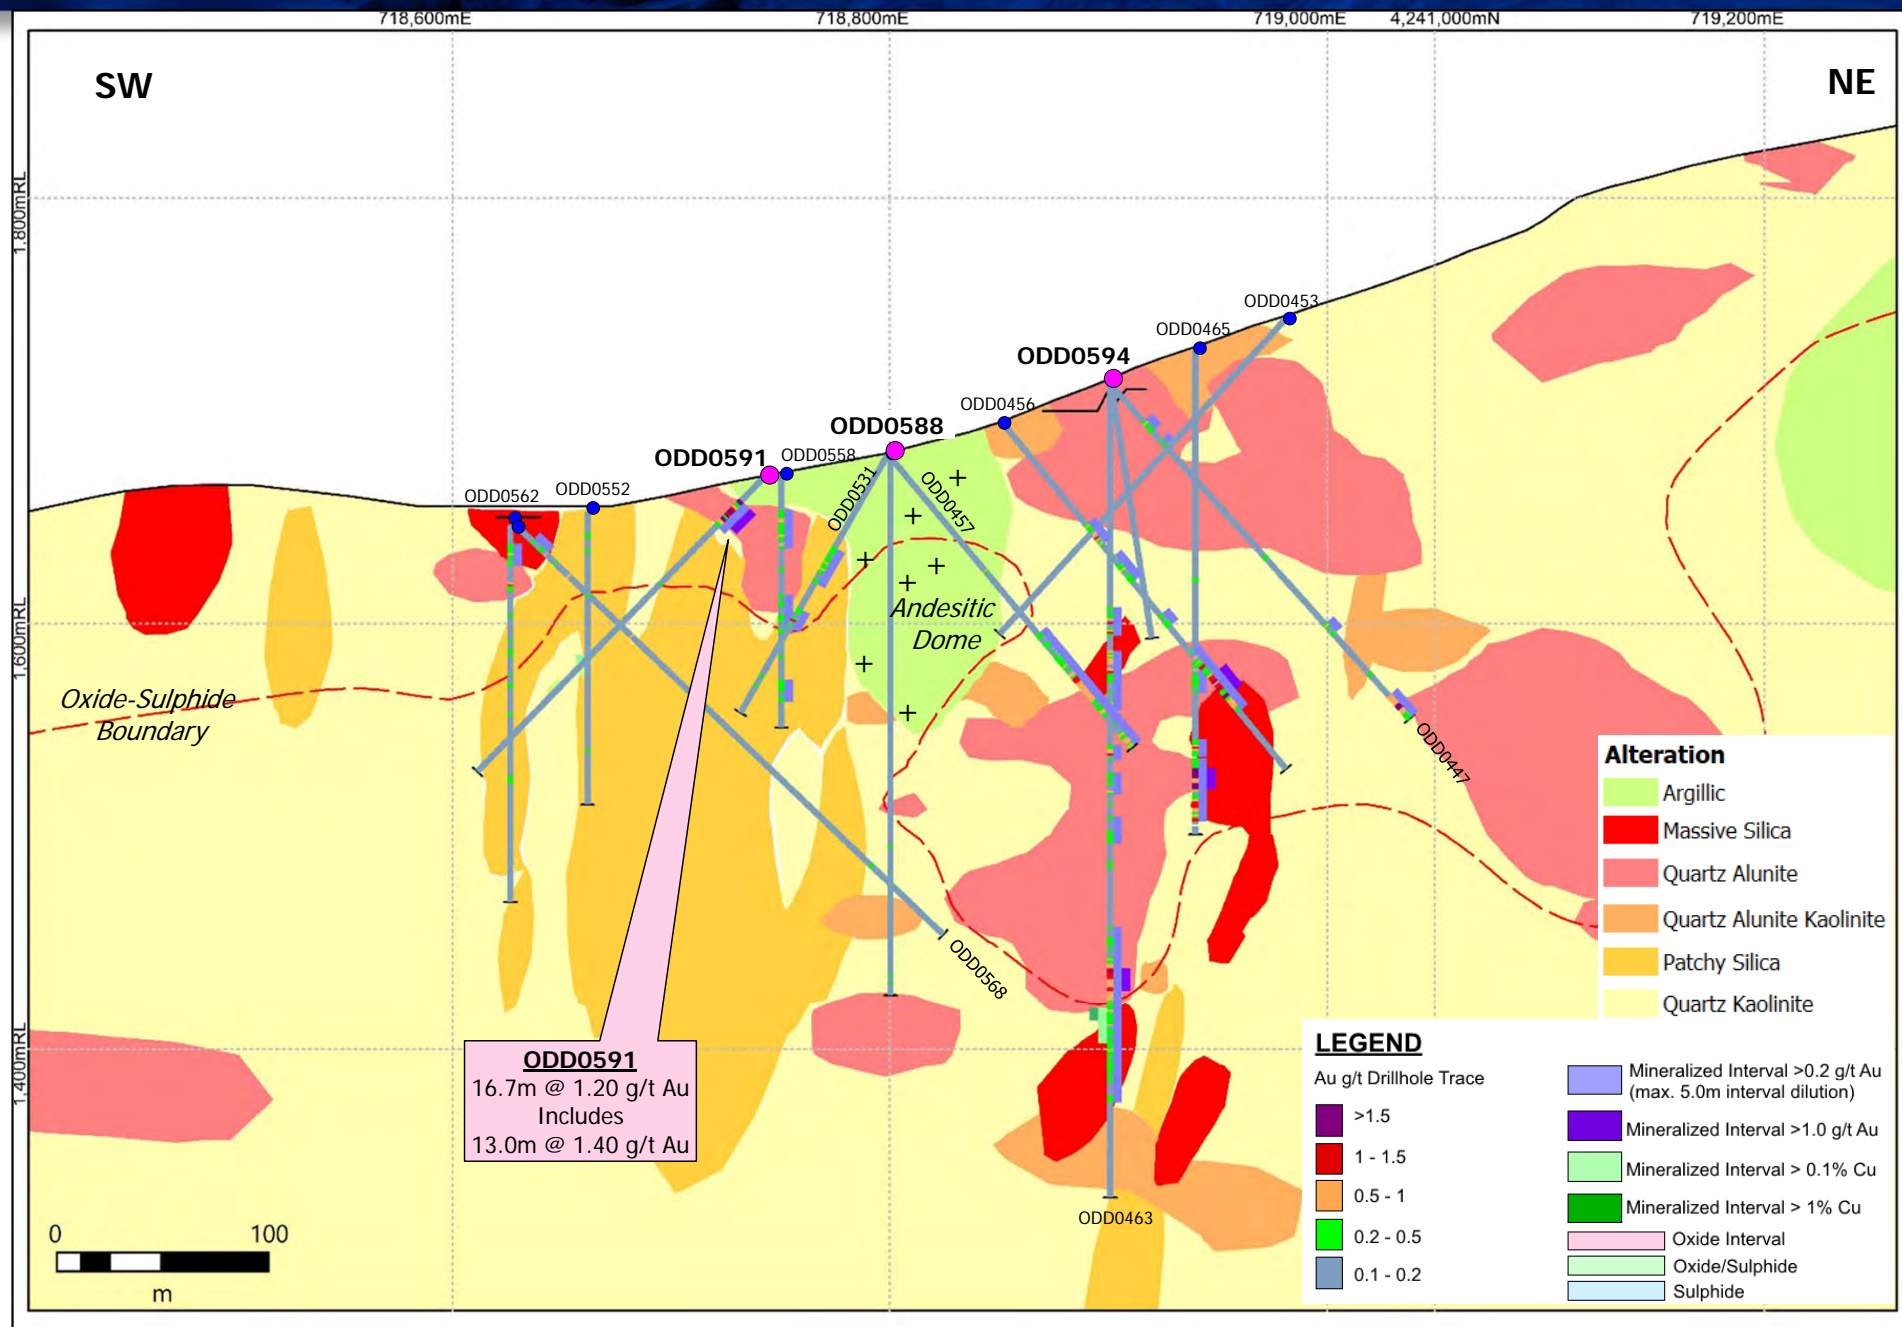 718,600mE
718,800mE
719,000mE
4,241,000mN
719,200mE
SW
NE
1,800mRL
1,600mRL
1,400mRL
ODD0453
ODD0465
ODD0594
ODD0456
ODD0588
ODD0591
ODD0558
ODD0562
ODD0552
ODD0531
ODD0457
Andesitic
Dome
Oxide-Sulphide
Boundary
ODD0447
ODD0568
ODD0463
ODD0591
16.7m @ 1.20 g/t Au
Includes
13.0m @ 1.40 g/t Au
0
100
m
Alteration
Argillic
Massive Silica
Quartz Alunite
Quartz Alunite Kaolinite
Patchy Silica
Quartz Kaolinite
LEGEND
Au g/t Drillhole Trace
>1.5
1 - 1.5
0.5 - 1
0.2 - 0.5
0.1 - 0.2
Mineralized Interval >0.2 g/t Au
(max. 5.0m interval dilution)
Mineralized Interval >1.0 g/t Au
Mineralized Interval > 0.1% Cu
Mineralized Interval > 1% Cu
Oxide Interval
Oxide/Sulphide
Sulphide